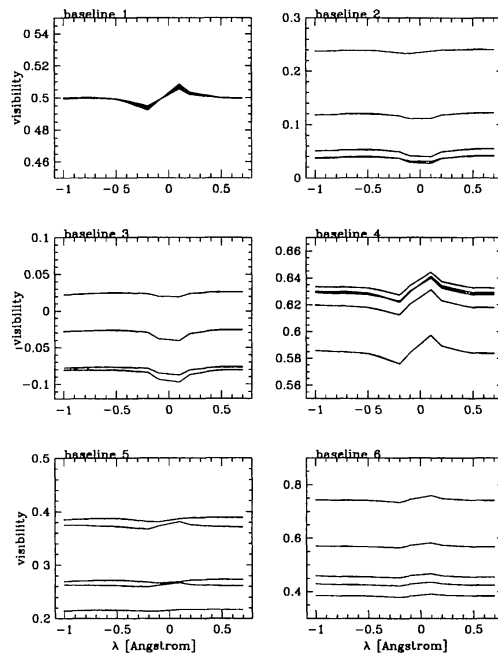 baseline 1
baseline 2
visibility
0.54
0.52
0.5
0.48
0.46
-1 -0.5 0 0.5
0.3
0.2
0.1
0
-1 -0.5 0 0.5
baseline 3
baseline 4
visibility
0.1
0.05
0
-0.05
-0.1
-1 -0.5 0 0.5
0.66
0.64
0.62
0.6
0.58
0.56
-1 -0.5 0 0.5
baseline 5
baseline 6
visibility
0.5
0.4
0.3
0.2
-1 -0.5 0 0.5
λ [Angstrom]
0.8
0.6
0.4
-1 -0.5 0 0.5
λ [Angstrom]